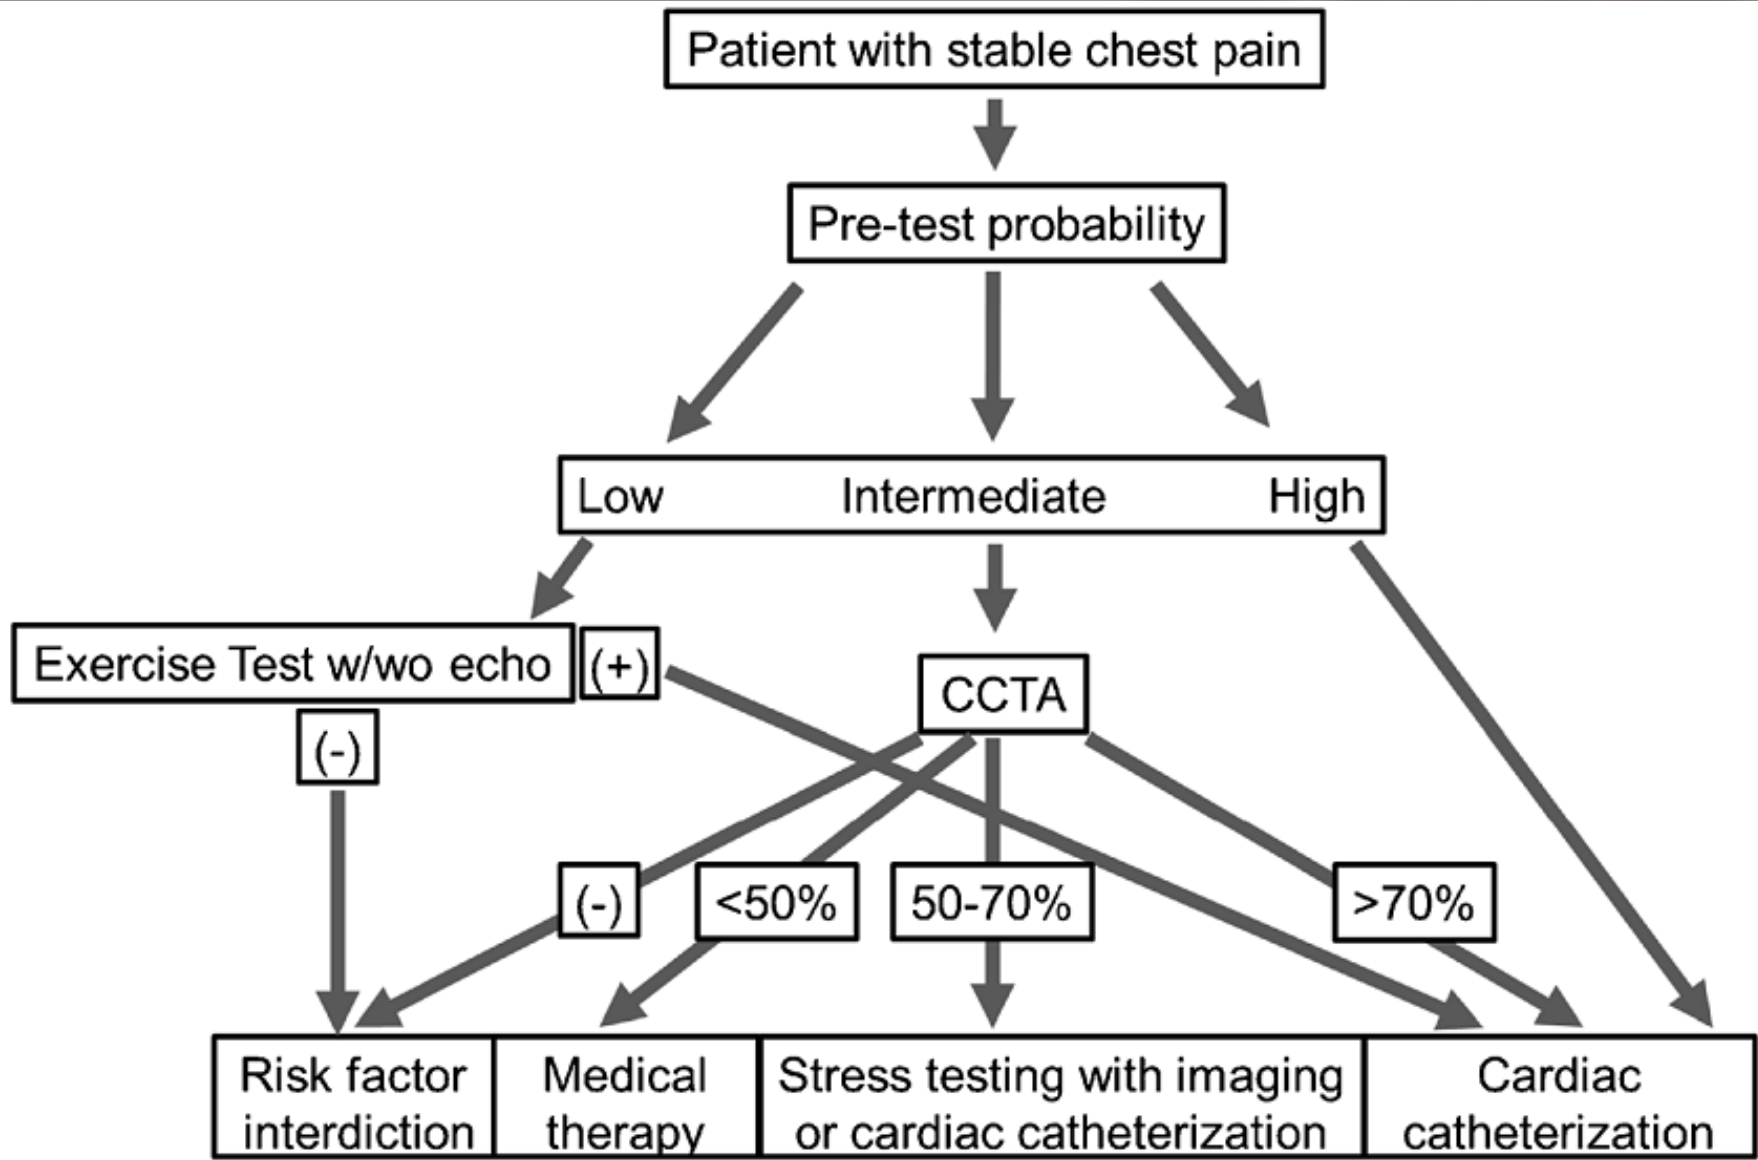 Patient with stable chest pain
Pre-test probability
Low Intermediate High
Exercise Test w/wo echo (+)
CCTA
(-)
(-) <50% 50-70% >70%
Risk factor
interdiction
Medical
therapy
Stress testing with imaging
or cardiac catheterization
Cardiac
catheterization